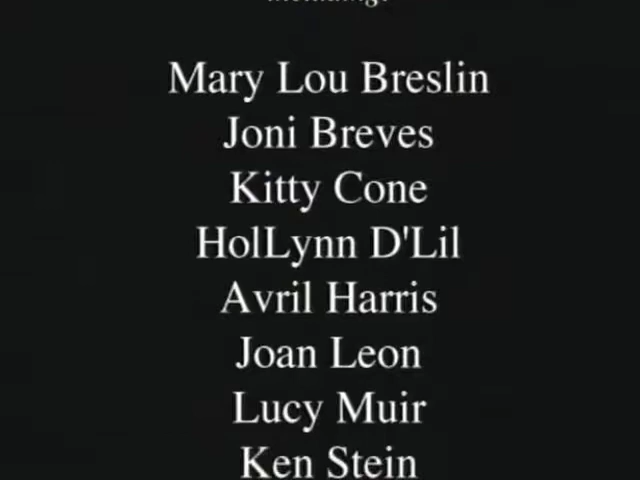 Mary Lou Breslin
Joni Breves
Kitty Cone
HolLynn D'Lil
Avril Harris
Joan Leon
Lucy Muir
Ken Stein